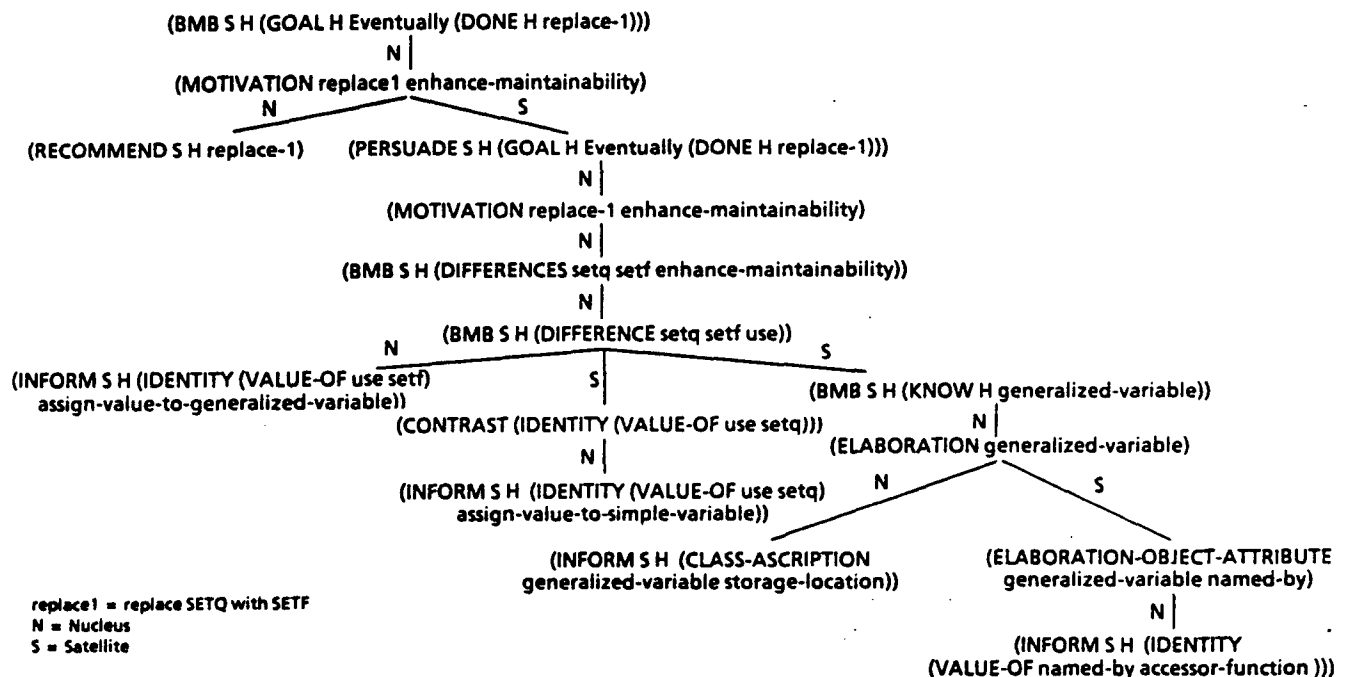 (BMB S H (GOAL H Eventually (DONE H replace-1)))
N
(MOTIVATION replace1 enhance-maintainability)
N
S
(RECOMMEND S H replace-1)
(PERSUADE S H (GOAL H Eventually (DONE H replace-1)))
N
(MOTIVATION replace-1 enhance-maintainability)
N
(BMB S H (DIFFERENCES setq setf enhance-maintainability))
N
(BMB S H (DIFFERENCE setq setf use))
N
S
S
(INFORM S H (IDENTITY (VALUE-OF use setf)
assign-value-to-generalized-variable))
(BMB S H (KNOW H generalized-variable))
(CONTRAST (IDENTITY (VALUE-OF use setq)))
N
(ELABORATION generalized-variable)
N
N
S
(INFORM S H (IDENTITY (VALUE-OF use setq)
assign-value-to-simple-variable))
(INFORM S H (CLASS-ASCRIPTION
generalized-variable storage-location))
(ELABORATION-OBJECT-ATTRIBUTE
generalized-variable named-by)
N
(INFORM S H (IDENTITY
(VALUE-OF named-by accessor-function )))
replace1 = replace SETQ with SETF
N = Nucleus
S = Satellite